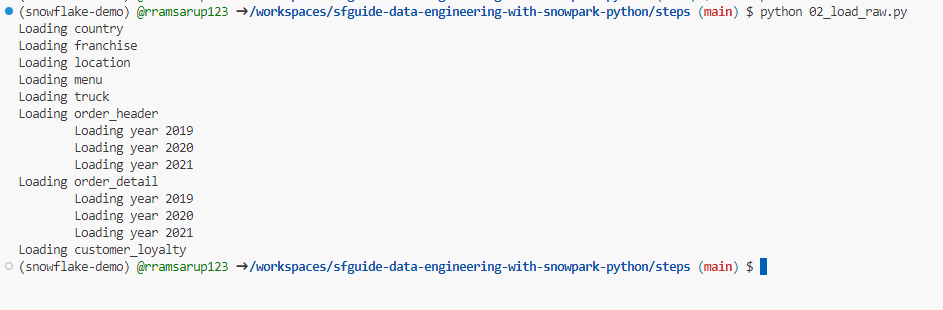 (snowflake-demo) @rramsarup123 →/workspaces/sfguide-data-engineering-with-snowpark-python/steps (main) $ python 02_load_raw.py
Loading country
Loading franchise
Loading location
Loading menu
Loading truck
Loading order_header
Loading year 2019
Loading year 2020
Loading year 2021
Loading order_detail
Loading year 2019
Loading year 2020
Loading year 2021
Loading customer_loyalty
(snowflake-demo) @rramsarup123 →/workspaces/sfguide-data-engineering-with-snowpark-python/steps (main) $